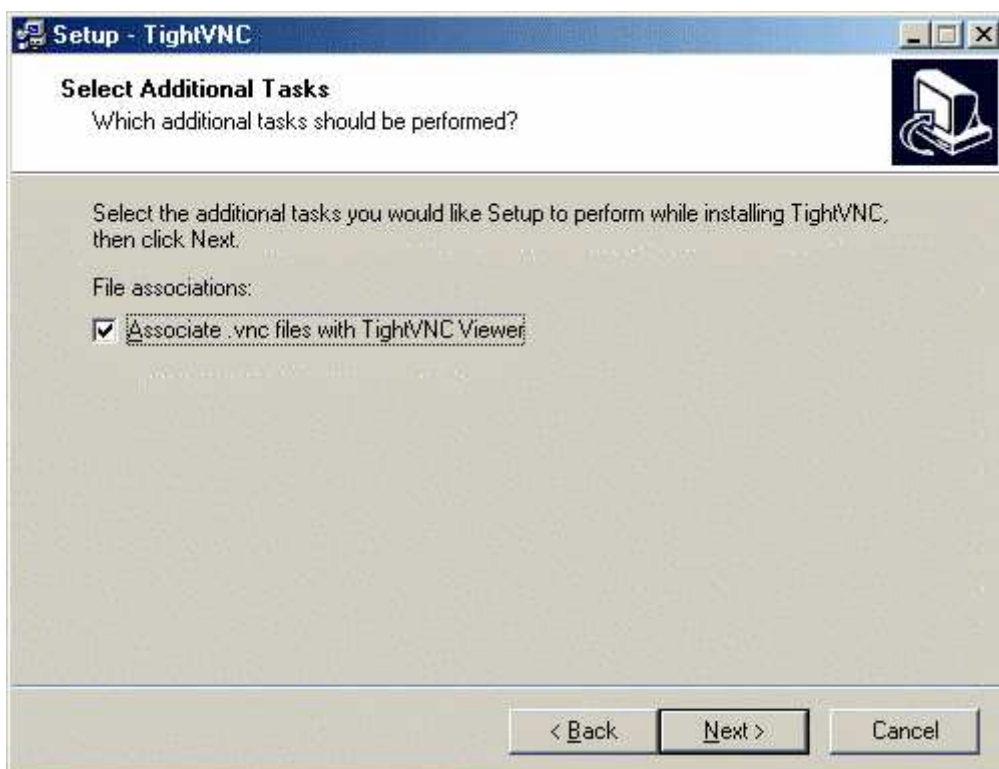 Setup - TightVNC
Select Additional Tasks
Which additional tasks should be performed?
Select the additional tasks you would like Setup to perform while installing TightVNC,
then click Next.
File associations:
Associate .vnc files with TightVNC Viewer
< Back
Next >
Cancel